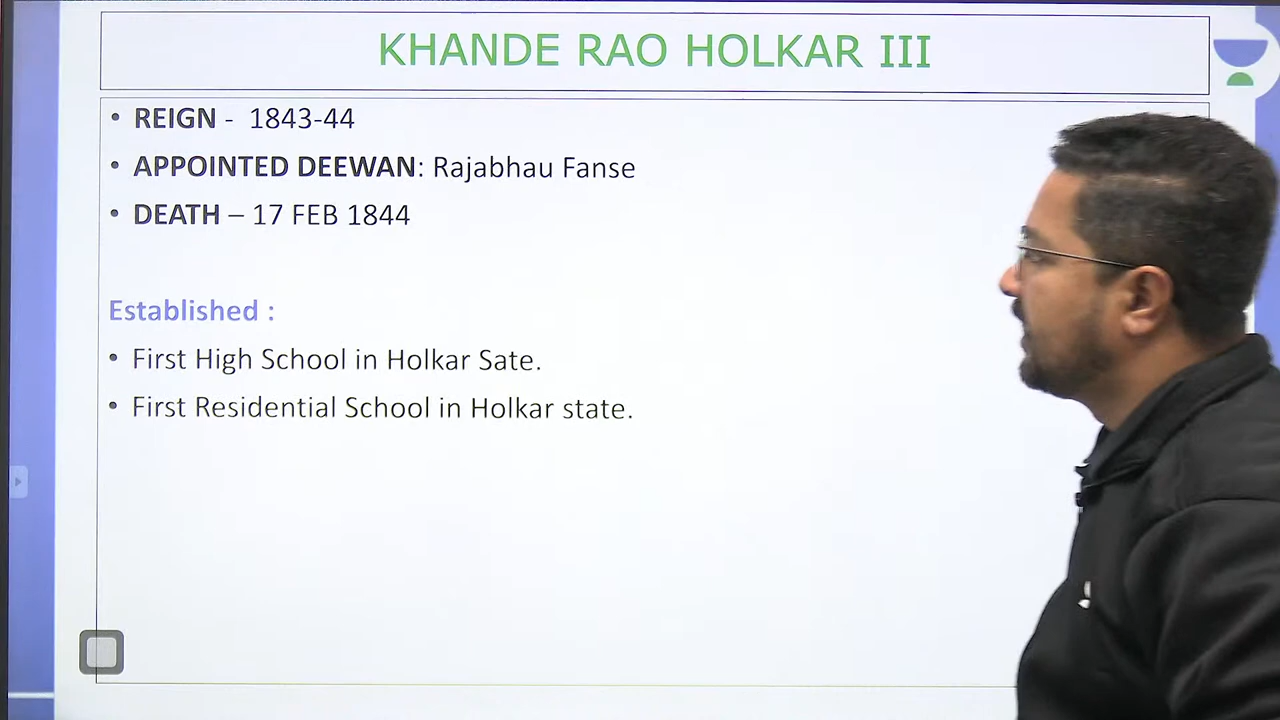 KHANDE RAO HOLKAR III
• REIGN - 1843-44
• APPOINTED DEEWAN: Rajabhau Fanse
• DEATH – 17 FEB 1844
Established :
• First High School in Holkar Sate.
• First Residential School in Holkar state.